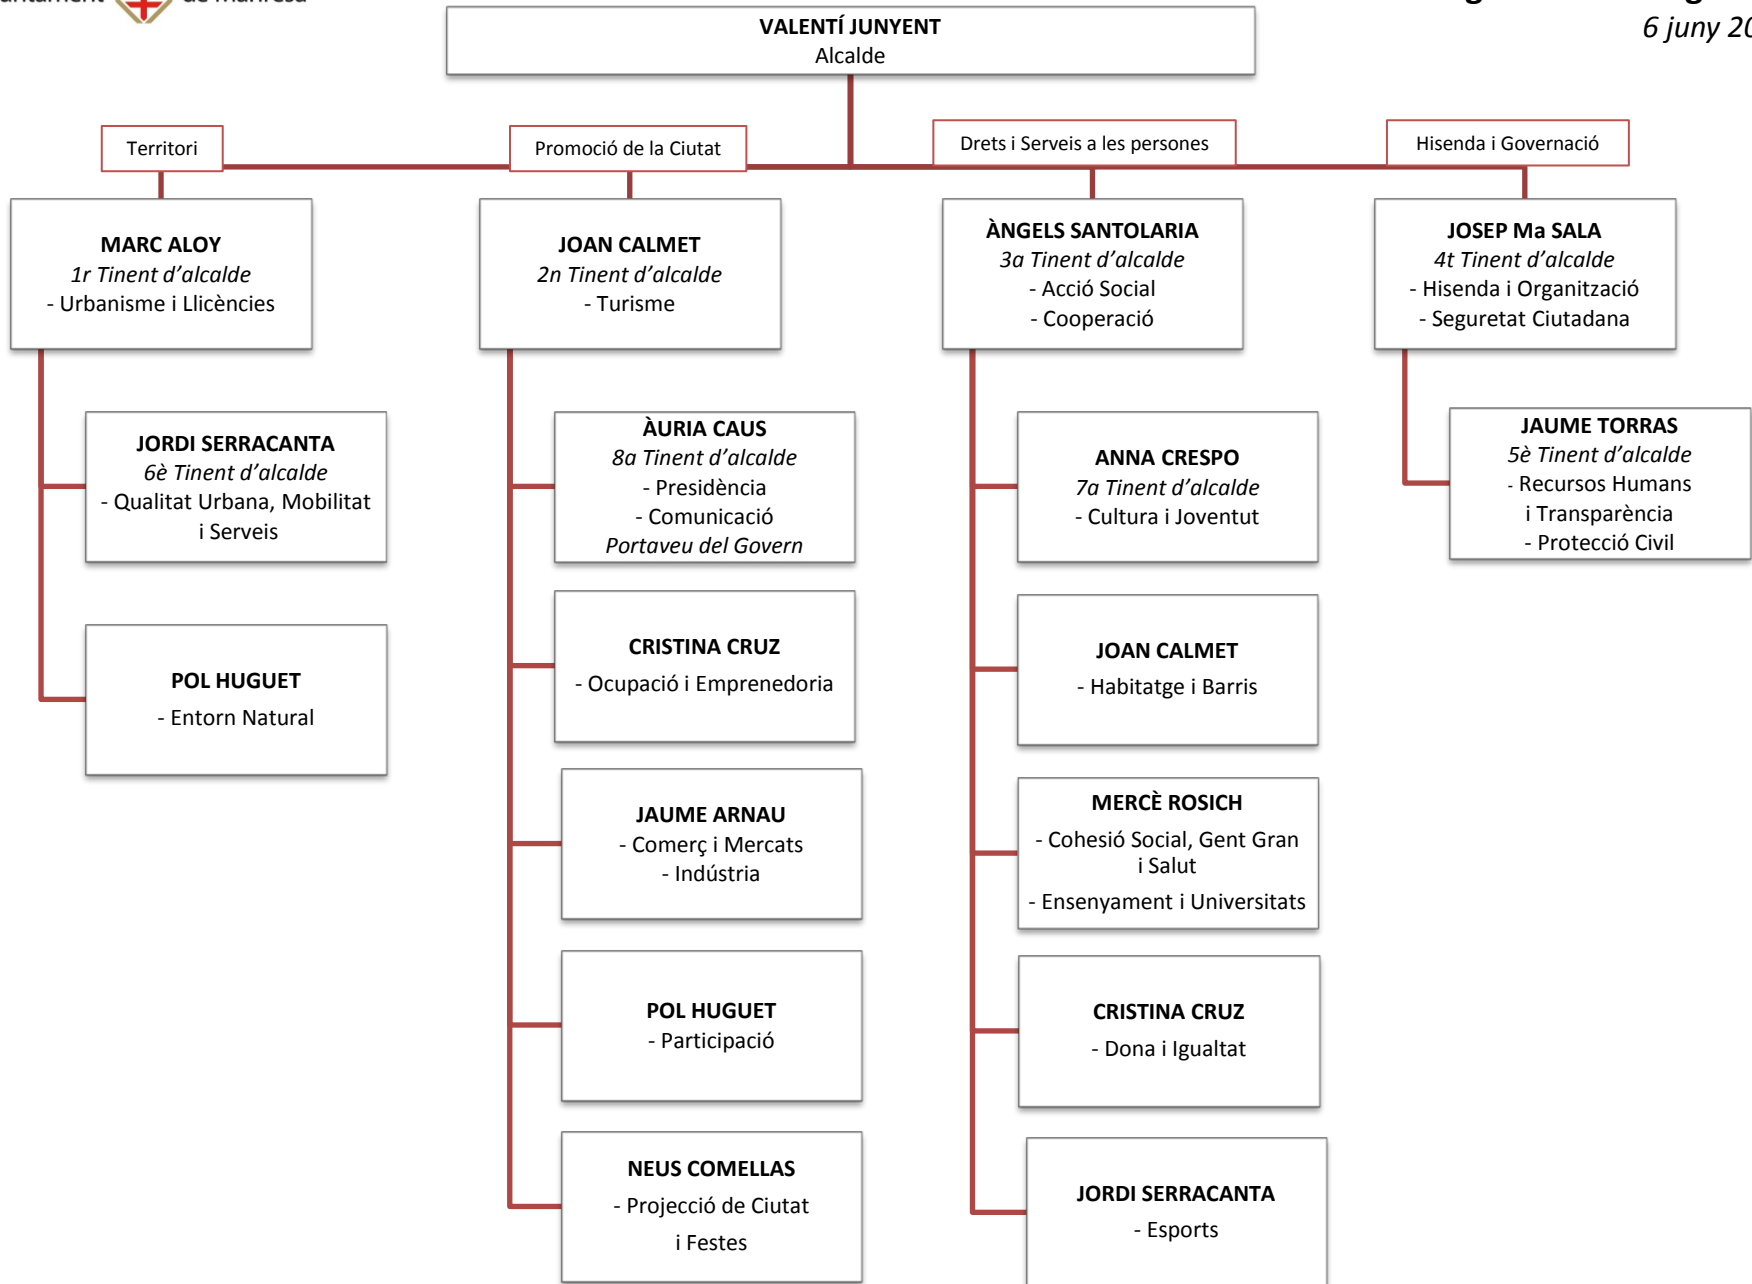 de Manresa
6 juny
VALENTÍ JUNYENT
Alcalde
Territori
Promoció de la Ciutat
Drets i Serveis a les persones
Hisenda i Governació
MARC ALOY
1r Tinent d’alcalde
- Urbanisme i Llicències
JOAN CALMET
2n Tinent d’alcalde
- Turisme
ÀNGELS SANTOLARIA
3a Tinent d’alcalde
- Acció Social
- Cooperació
JOSEP Ma SALA
4t Tinent d’alcalde
- Hisenda i Organització
- Seguretat Ciutadana
JORDI SERRACANTA
6è Tinent d’alcalde
- Qualitat Urbana, Mobilitat
i Serveis
POL HUGUET
- Entorn Natural
ÀURIA CAUS
8a Tinent d’alcalde
- Presidència
- Comunicació
Portaveu del Govern
CRISTINA CRUZ
- Ocupació i Emprenedoria
JAUME ARNAU
- Comerç i Mercats
- Indústria
POL HUGUET
- Participació
NEUS COMELLAS
- Projecció de Ciutat
i Festes
ANNA CRESPO
7a Tinent d’alcalde
- Cultura i Joventut
JOAN CALMET
- Habitatge i Barris
MERCÈ ROSICH
- Cohesió Social, Gent Gran
i Salut
- Ensenyament i Universitats
CRISTINA CRUZ
- Dona i Igualtat
JORDI SERRACANTA
- Esports
JAUME TORRAS
5è Tinent d’alcalde
- Recursos Humans
i Transparència
- Protecció Civil